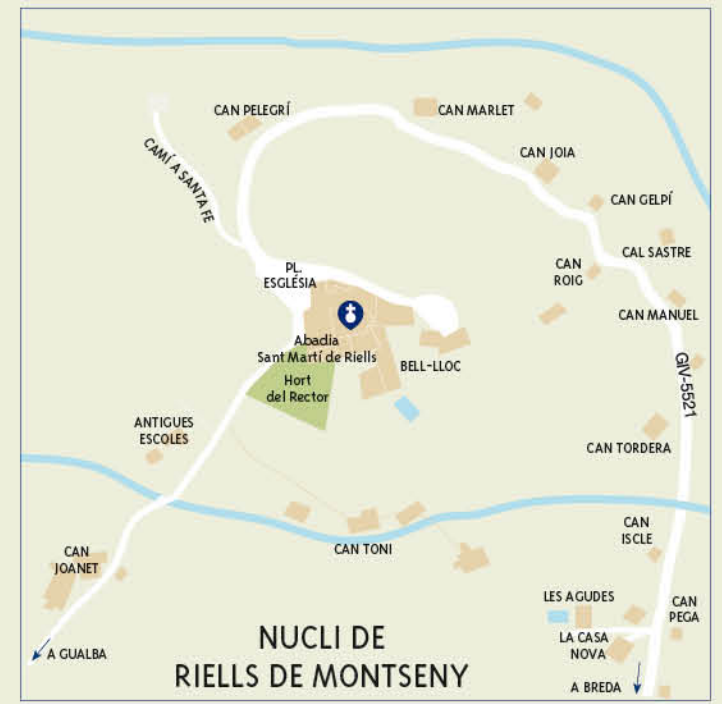 CAN PELEGRÍ
CAN MARLET
CAMÍ A SANTA FE
CAN JOIA
CAN GELPÍ
CAL SASTRE
CAN
ROIG
PL.
ESGLÉSIA
CAN MANUEL
Abadia
Sant Martí de Riells
BELL-LLOC
GIV-5521
Hort
del Rector
ANTIGUES
ESCOLES
CAN TORDERA
CAN
ISCLE
CAN TONI
CAN
JOANET
LES AGUDES
CAN
PEGA
LA CASA
NOVA
A GUALBA
A BREDA
NUCLI DE
RIELLS DE MONTSENY